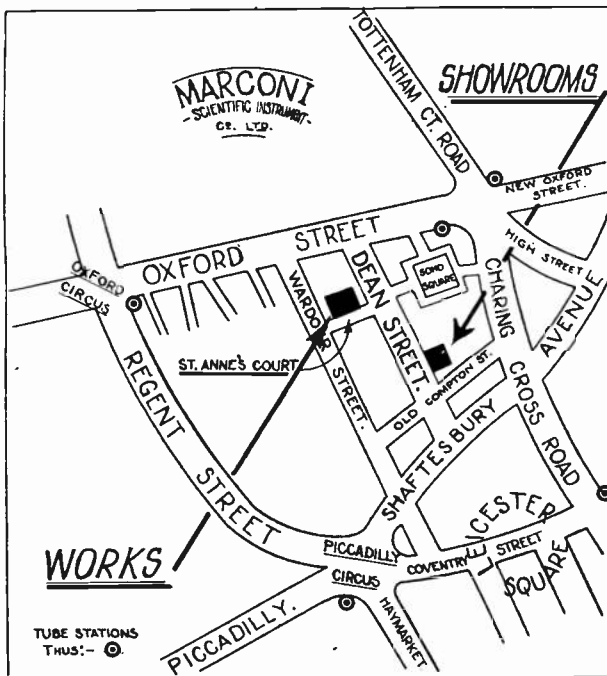 TOTTENHAM CT. ROAD
MARCONI
- SCIENTIFIC INSTRUMENT -
CO. LTD.
SHOWROOMS
NEW OXFORD
STREET.
HIGH STREET
OXFORD STREET
OXFORD
CIRCUS
SOHO
SQUARE
WARDOUR STREET.
DEAN STREET.
CHARING CROSS ROAD
ST. ANNE'S COURT
OLD COMPTON ST.
SHAFTESBURY AVENUE
REGENT STREET
PICCADILLY
CIRCUS
COVENTRY STREET
LEICESTER
SQUARE
WORKS
HAYMARKET
PICCADILLY.
TUBE STATIONS
THUS:-